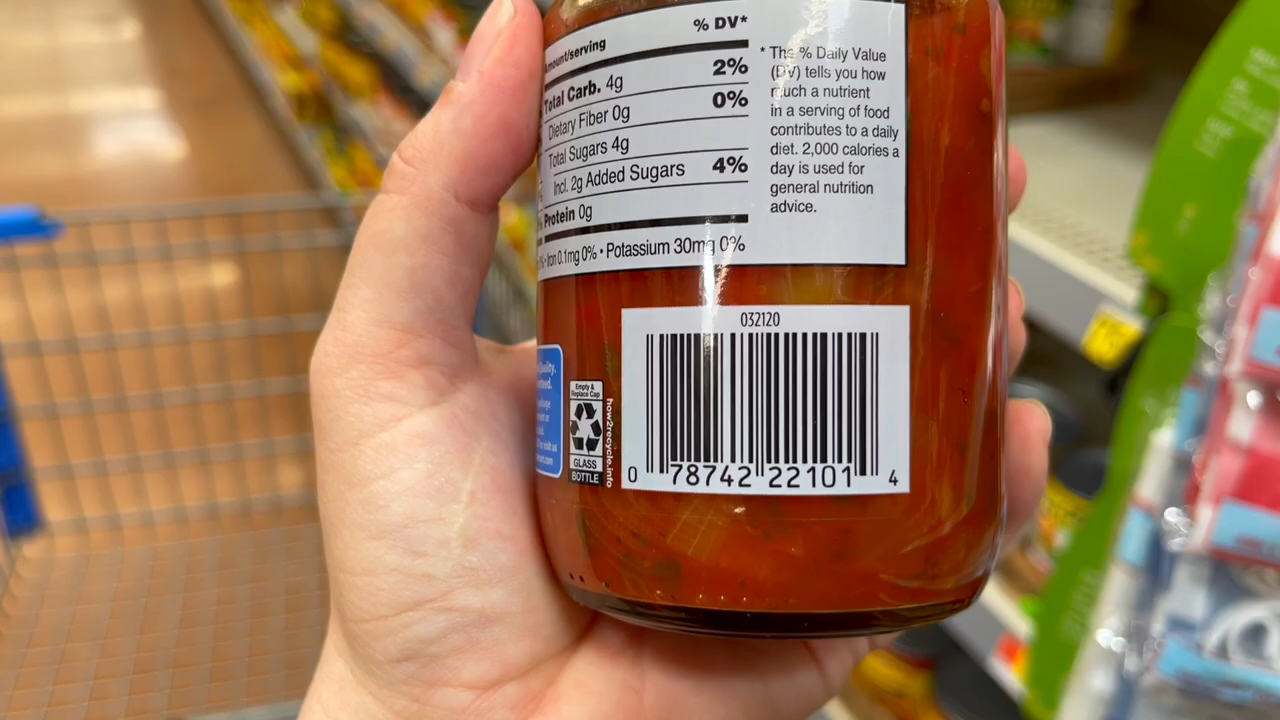 Amount/serving % DV*
Total Carb. 4g 2%
Dietary Fiber 0g 0%
Total Sugars 4g
Incl. 2g Added Sugars 4%
Protein 0g
Iron 0.1mg 0% • Potassium 30mg 0%
* The % Daily Value
(DV) tells you how
much a nutrient
in a serving of food
contributes to a daily
diet. 2,000 calories a
day is used for
general nutrition
advice.
032120
0 78742 22101 4
Empty &
Replace Cap
GLASS
BOTTLE
how2recycle.info